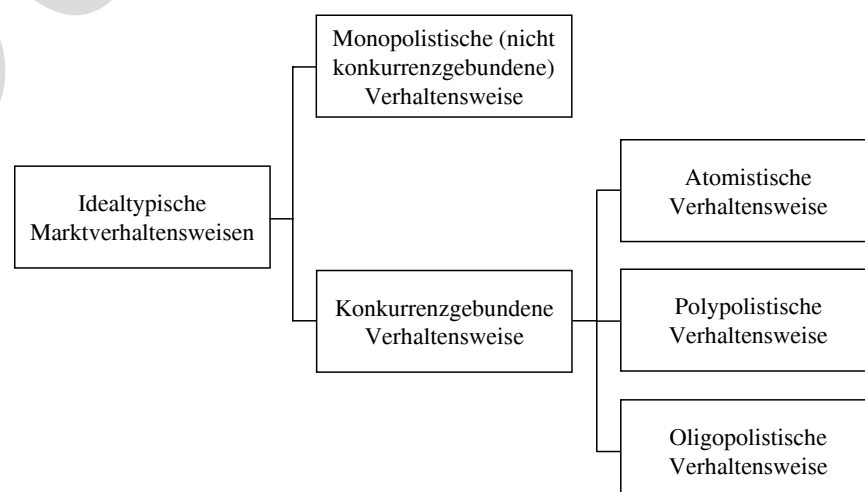 Monopolistische (nicht
konkurrenzgebundene)
Verhaltensweise
Idealtypische
Marktverhaltensweisen
Konkurrenzgebundene
Verhaltensweise
Atomistische
Verhaltensweise
Polypolistische
Verhaltensweise
Oligopolistische
Verhaltensweise